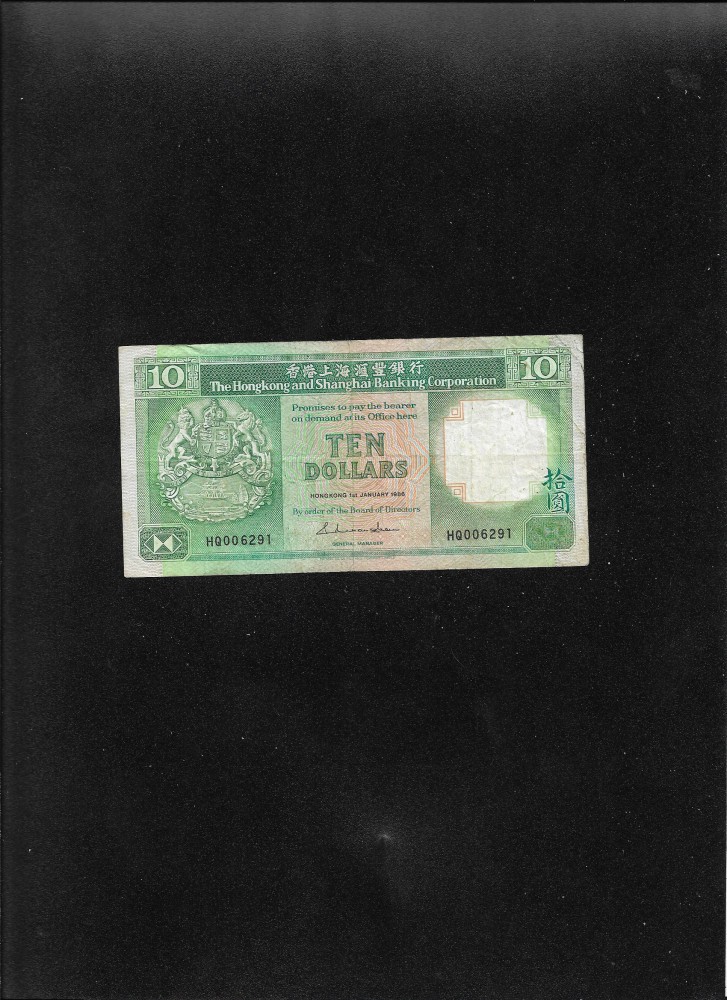 10
香港上海滙豐銀行
10
The Hongkong and Shanghai Banking Corporation
Promises to pay the bearer
on demand at its Office here
TEN
DOLLARS
拾圓
HONGKONG 1st JANUARY 1986
By order of the Board of Directors
HQ006291
HQ006291
GENERAL MANAGER